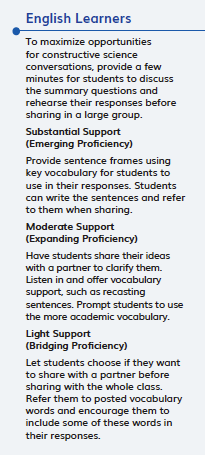 English Learners
To maximize opportunities
for constructive science
conversations, provide a few
minutes for students to discuss
the summary questions and
rehearse their responses before
sharing in a large group.
Substantial Support
(Emerging Proficiency)
Provide sentence frames using
key vocabulary for students to
use in their responses. Students
can write the sentences and refer
to them when sharing.
Moderate Support
(Expanding Proficiency)
Have students share their ideas
with a partner to clarify them.
Listen in and offer vocabulary
support, such as recasting
sentences. Prompt students to use
the more academic vocabulary.
Light Support
(Bridging Proficiency)
Let students choose if they want
to share with a partner before
sharing with the whole class.
Refer them to posted vocabulary
words and encourage them to
include some of these words in
their responses.